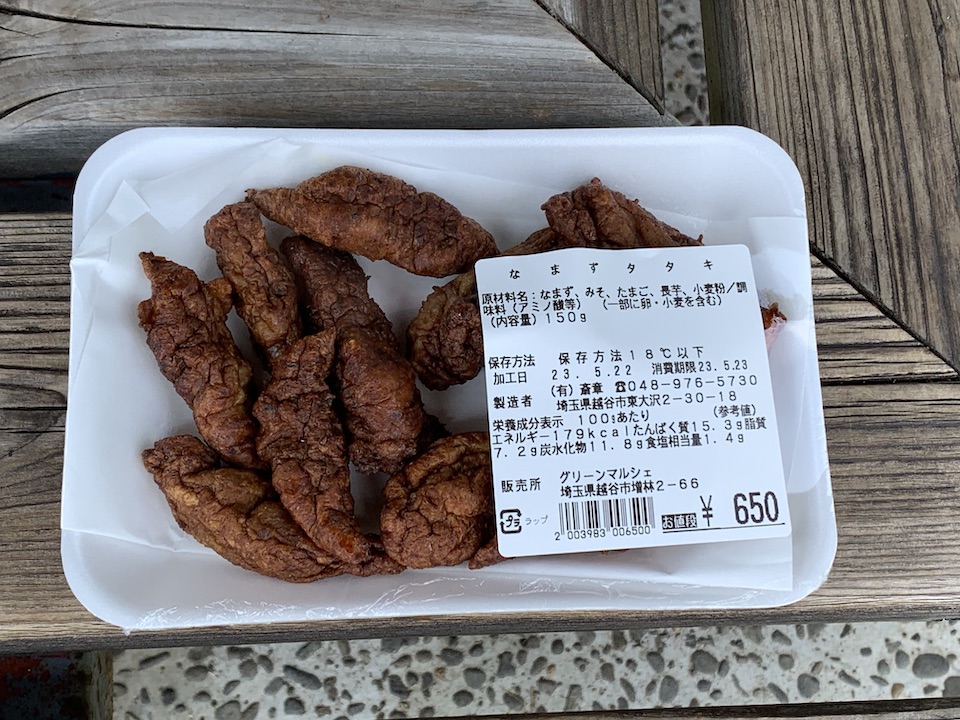 なまずタタキ
原材料名：なまず、みそ、たまご、長芋、小麦粉／調
味料（アミノ酸等）　（一部に卵・小麦を含む）
（内容量）150g
保存方法　保存方法18℃以下
加工日　23. 5.22　消費期限23. 5.23
製造者　（有）斎章　☎048-976-5730
埼玉県越谷市東大沢2-30-18
栄養成分表示　100gあたり　（参考値）
エネルギー179kcalたんぱく質15.3g脂質
7.2g炭水化物11.8g食塩相当量1.4g
販売所　グリーンマルシェ
埼玉県越谷市増林2-66
プラ ラップ
2 003983 006500
お値段 ￥650